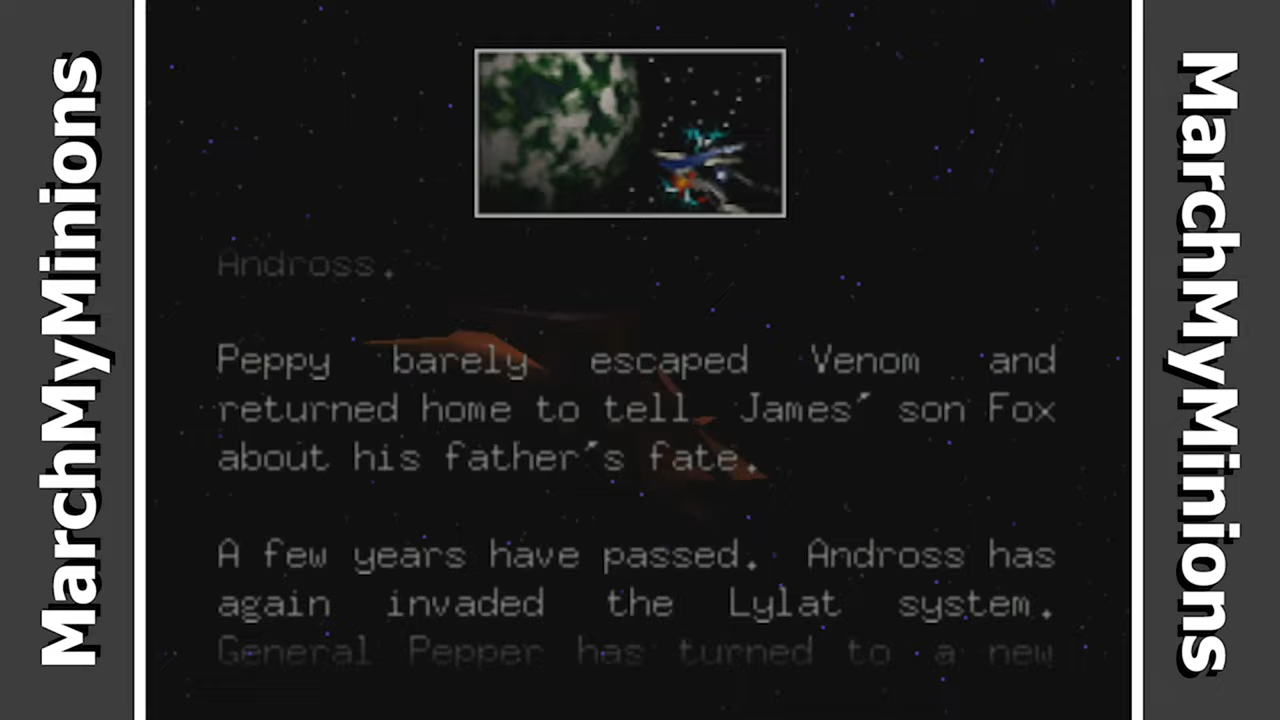 MarchMyMinions
Andross.
Peppy barely escaped Venom and
returned home to tell James' son Fox
about his father's fate.
A few years have passed. Andross has
again invaded the Lylat system.
General Pepper has turned to a new
MarchMyMinions